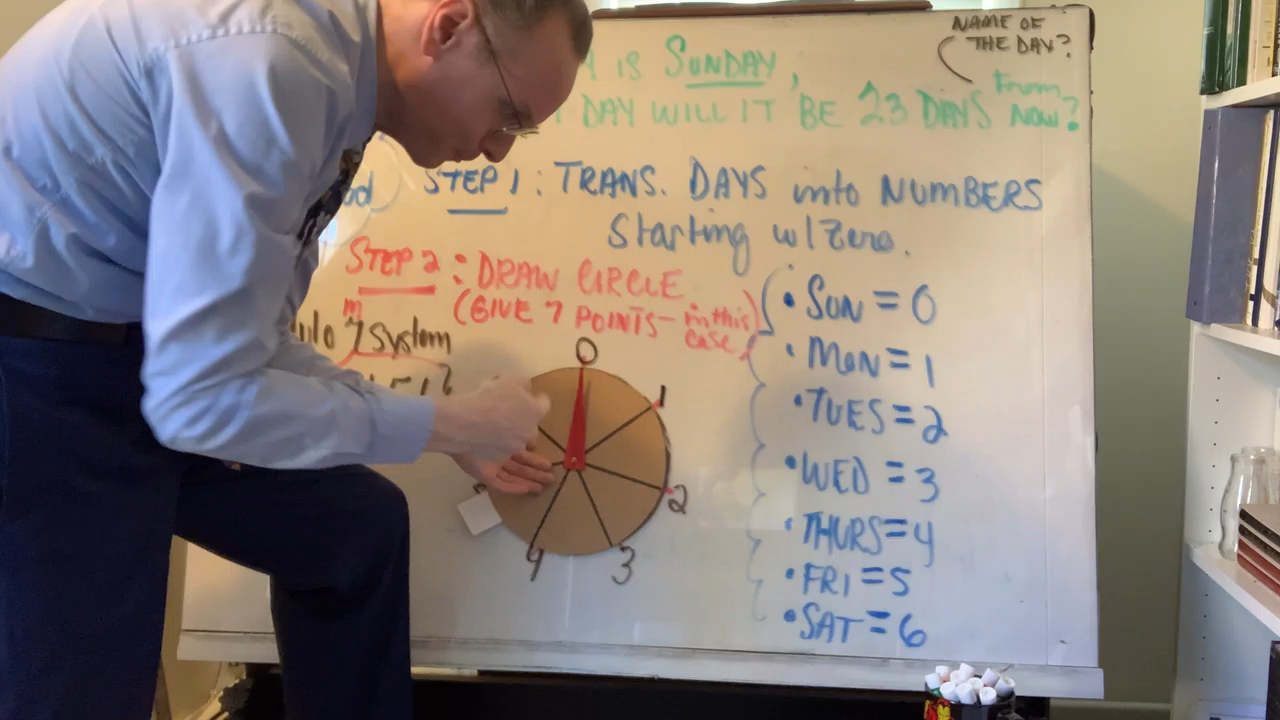 NAME OF
THE DAY?
IS SUNDAY,
DAY WILL IT BE 23 DAYS From NOW?
STEP 1: TRANS. DAYS into NUMBERS
Starting w/Zero.
STEP 2: DRAW CIRCLE
(GIVE 7 POINTS- in this case)
m
7 System
• SUN = 0
• MON = 1
• TUES = 2
• WED = 3
• THURS = 4
• FRI = 5
• SAT = 6
0
1
2
3
4